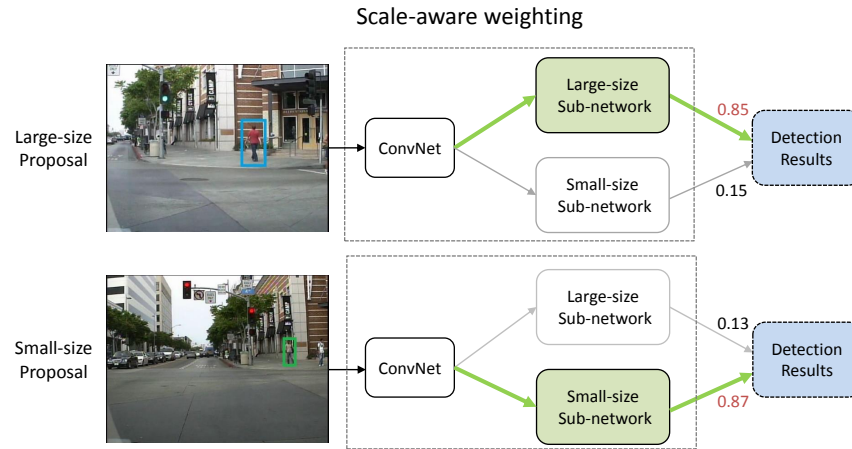 Scale-aware weighting
Large-size
Proposal
ConvNet
Large-size
Sub-network
0.85
Small-size
Sub-network
0.15
Detection
Results
Small-size
Proposal
ConvNet
Large-size
Sub-network
0.13
Small-size
Sub-network
0.87
Detection
Results